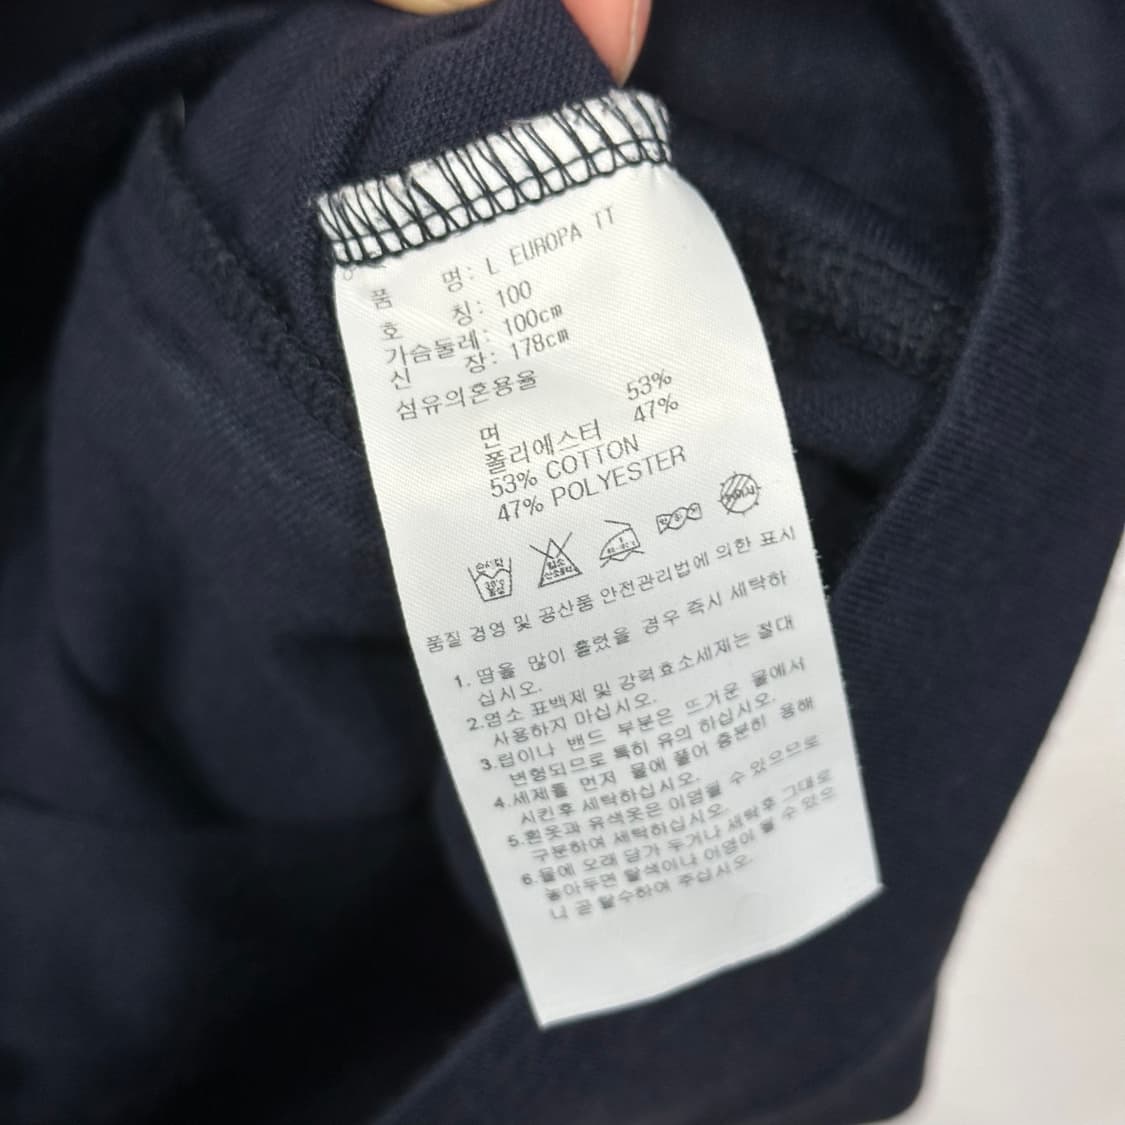 품 명: L EUROPA TT
호 칭: 100
가슴둘레: 100cm
신 장: 178cm
섬유의혼용율
면 53%
폴리에스터 47%
53% COTTON
47% POLYESTER
품질 경영 및 공산품 안전관리법에 의한 표시
1. 땀을 많이 흘렸을 경우 즉시 세탁하
십시오.
2.염소 표백제 및 강력효소세제는 절대
사용하지 마십시오.
3.럽이나 밴드 부분은 뜨거운 물에서
변형되므로 특히 유의 하십시오.
4.세제를 먼저 물에 풀어 충분히 용해
시킨후 세탁하십시오.
5.흰옷과 유색옷은 이염될 수 있으므로
구분하여 세탁하십시오.
6.물에 오래 담가 두거나 세탁후 그대로
놓아두면 탈색이나 이염이 될 수 있으
니 곧 탈수하여 주십시오.